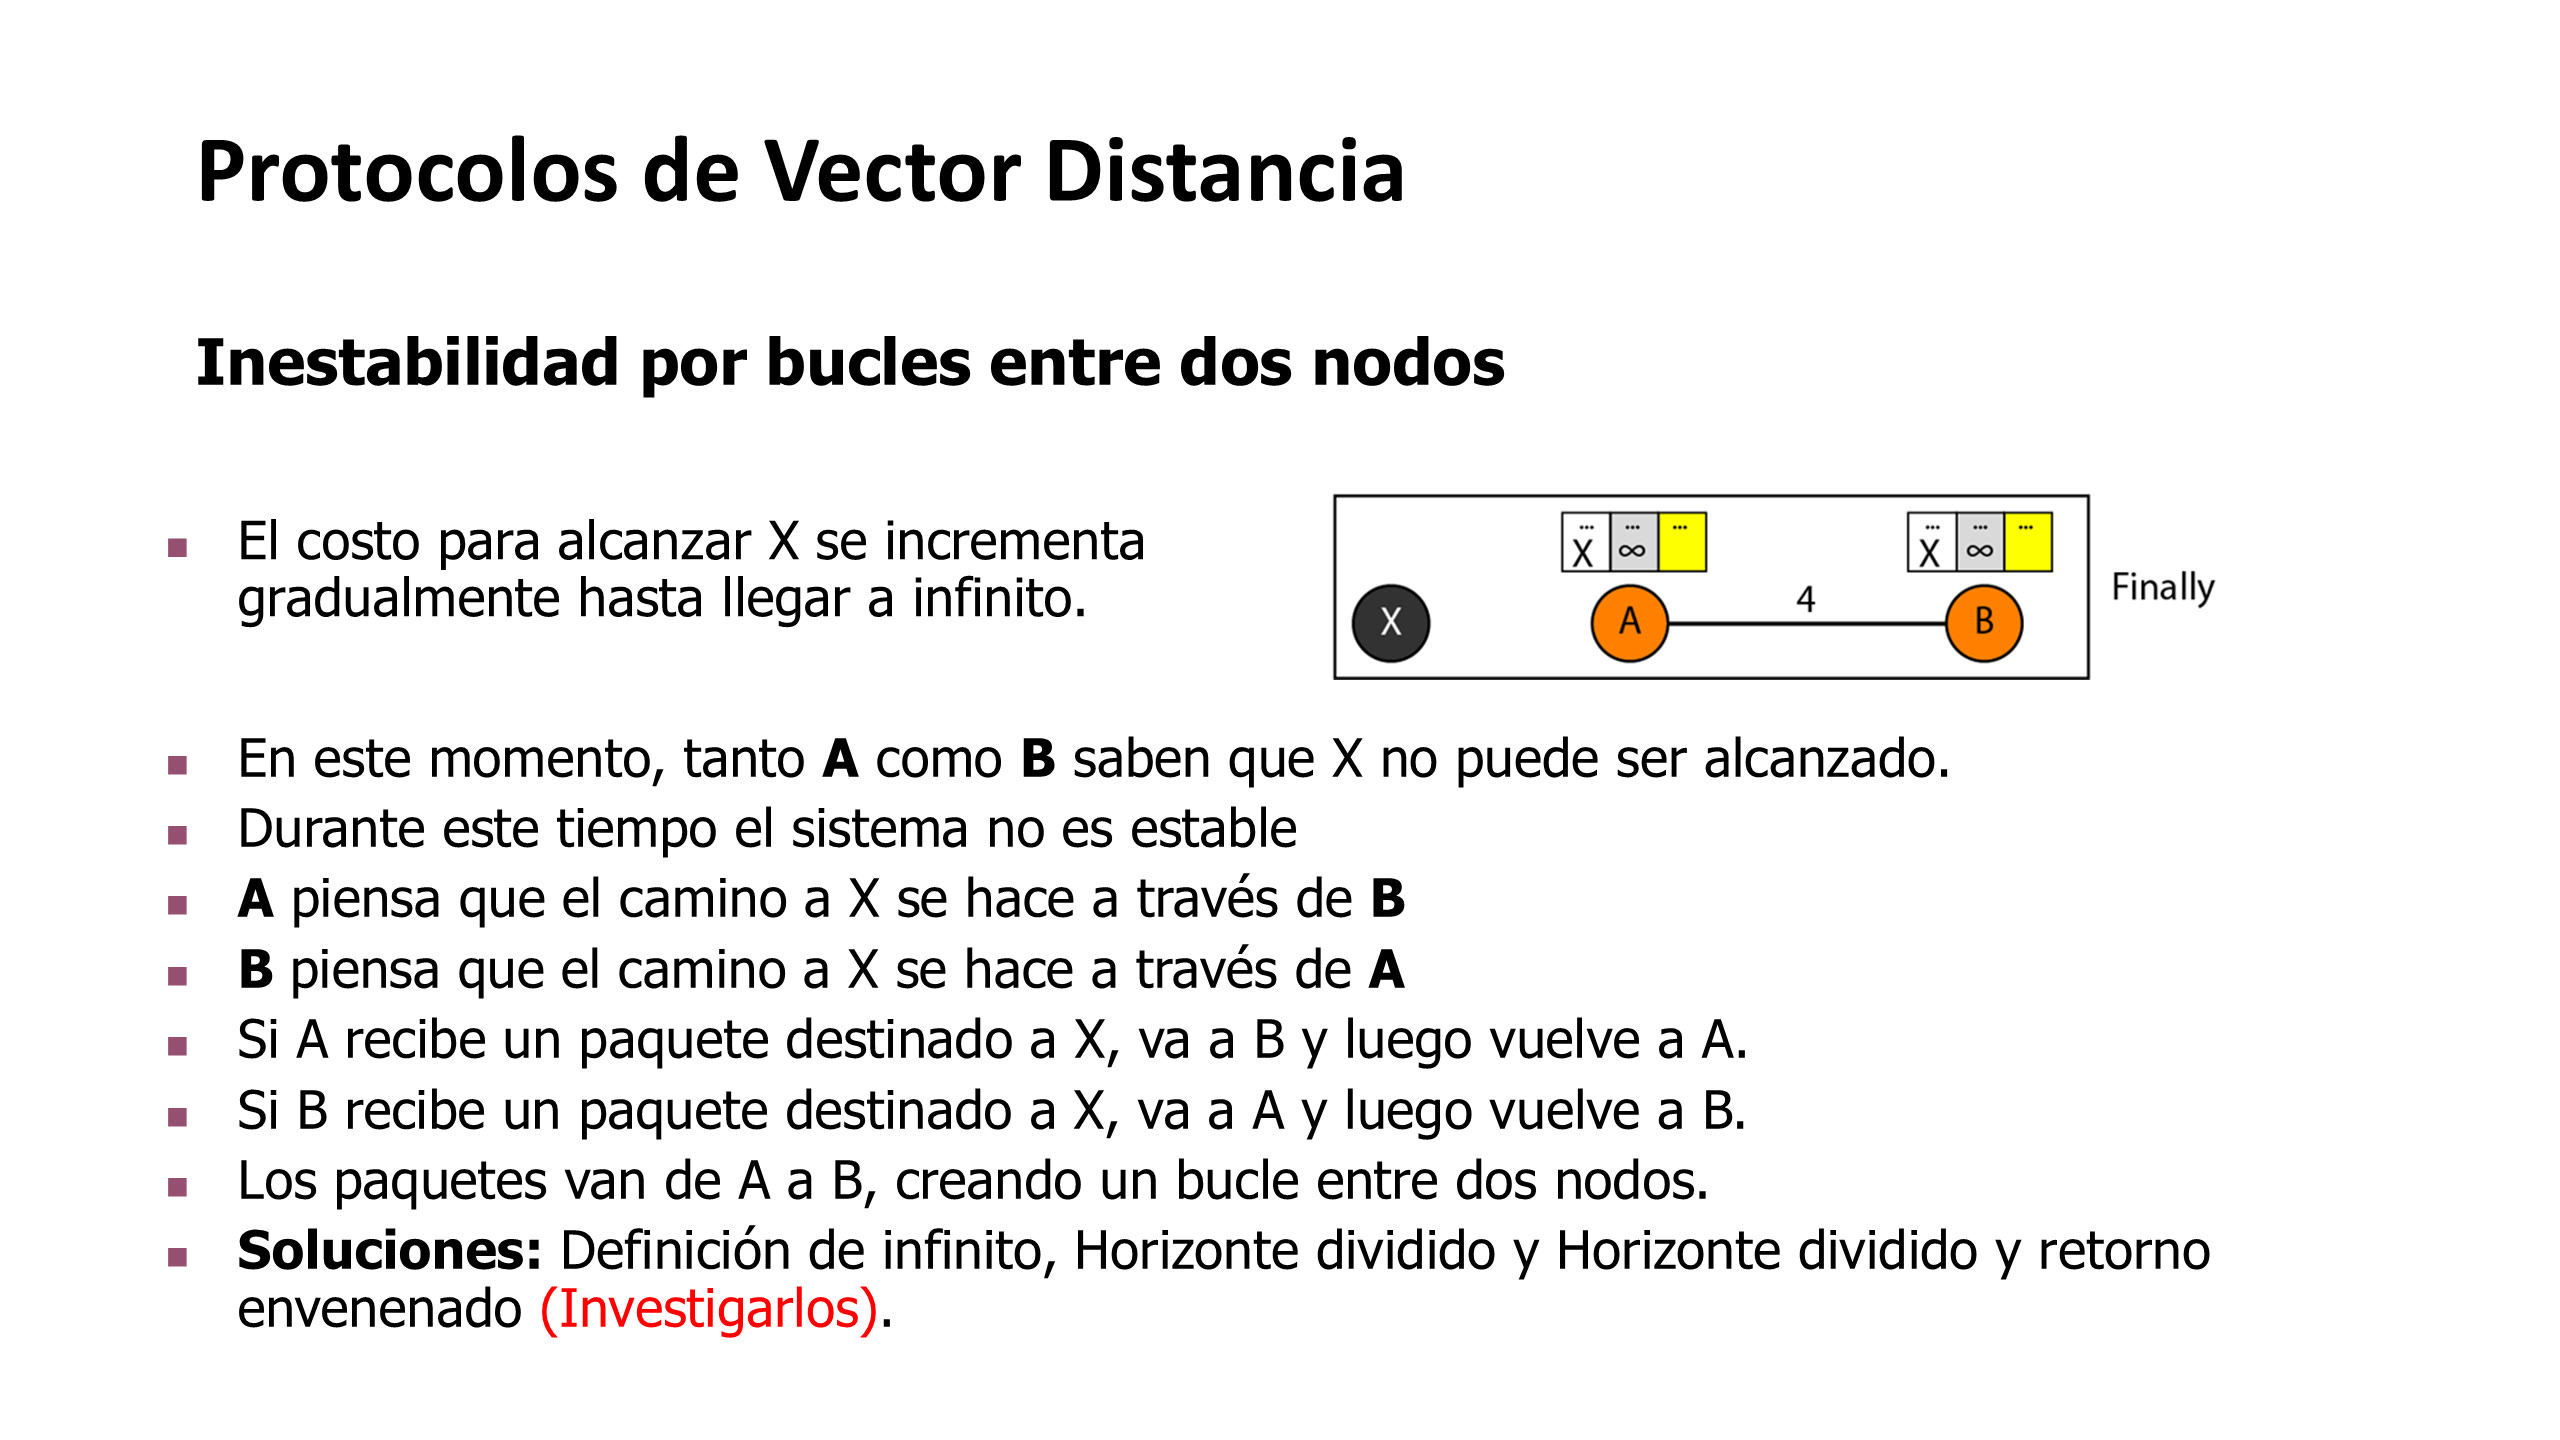 Protocolos de Vector Distancia
Inestabilidad por bucles entre dos nodos
▪ El costo para alcanzar X se incrementa
gradualmente hasta llegar a infinito.
... ... ...
X ∞
... ... ...
X ∞
X
A
4
B
Finally
▪ En este momento, tanto A como B saben que X no puede ser alcanzado.
▪ Durante este tiempo el sistema no es estable
▪ A piensa que el camino a X se hace a través de B
▪ B piensa que el camino a X se hace a través de A
▪ Si A recibe un paquete destinado a X, va a B y luego vuelve a A.
▪ Si B recibe un paquete destinado a X, va a A y luego vuelve a B.
▪ Los paquetes van de A a B, creando un bucle entre dos nodos.
▪ Soluciones: Definición de infinito, Horizonte dividido y Horizonte dividido y retorno
envenenado (Investigarlos).